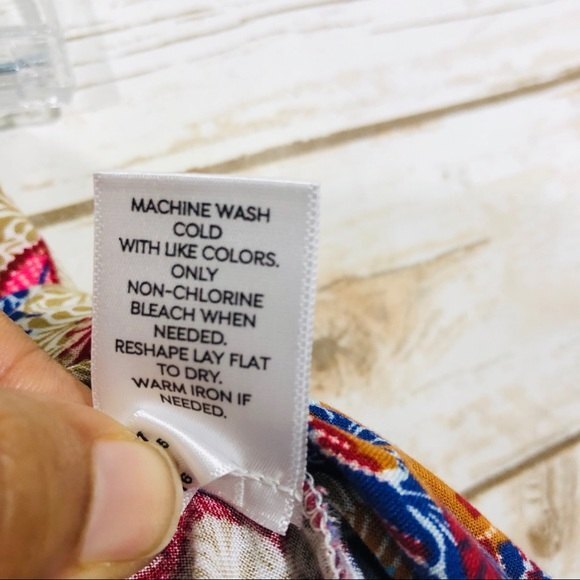 MACHINE WASH
COLD
WITH LIKE COLORS.
ONLY
NON-CHLORINE
BLEACH WHEN
NEEDED.
RESHAPE LAY FLAT
TO DRY.
WARM IRON IF
NEEDED.